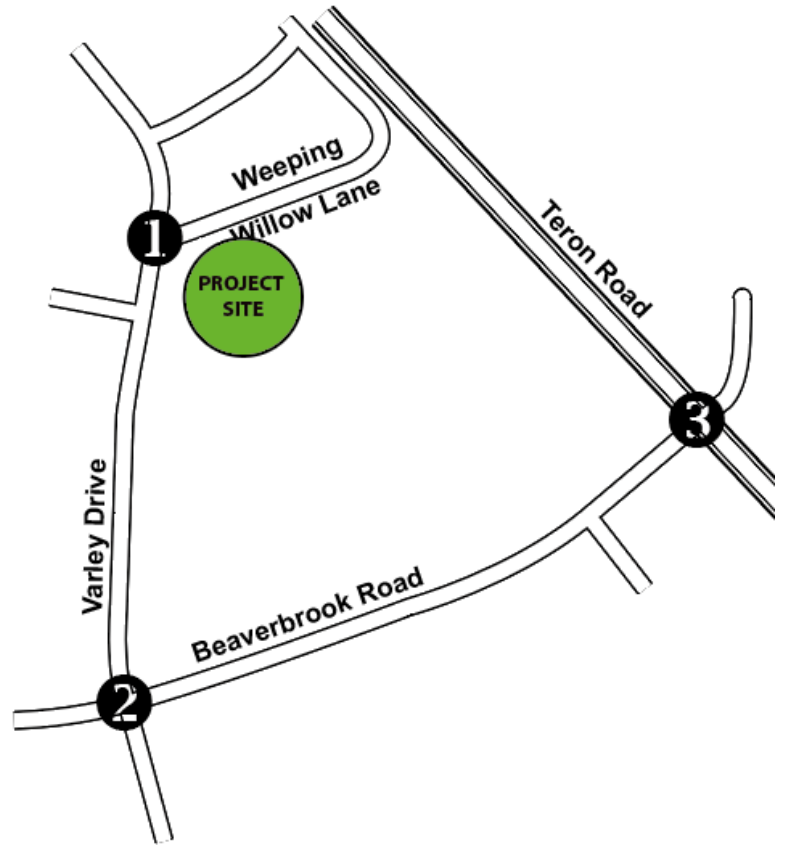 Weeping
Willow Lane
1
PROJECT
SITE
Teron Road
3
Varley Drive
Beaverbrook Road
2